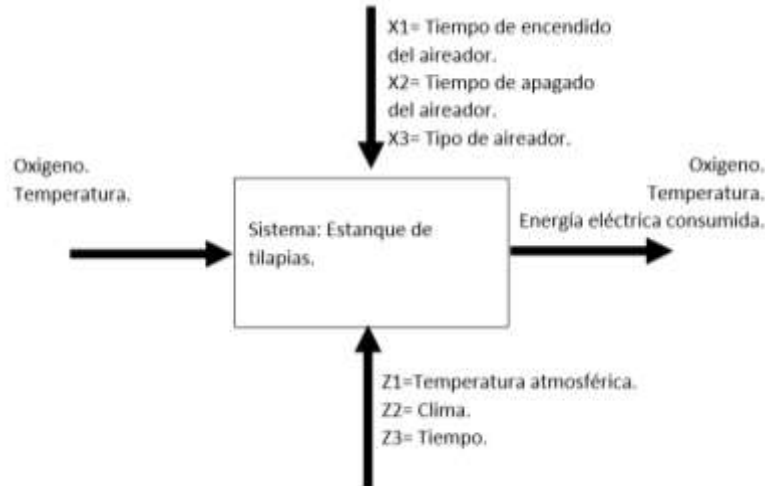 X1= Tiempo de encendido
del aireador.
X2= Tiempo de apagado
del aireador.
X3= Tipo de aireador.
Oxigeno.
Temperatura.
Oxigeno.
Temperatura.
Energía eléctrica consumida.
Sistema: Estanque de
tilapias.
Z1=Temperatura atmosférica.
Z2= Clima.
Z3= Tiempo.